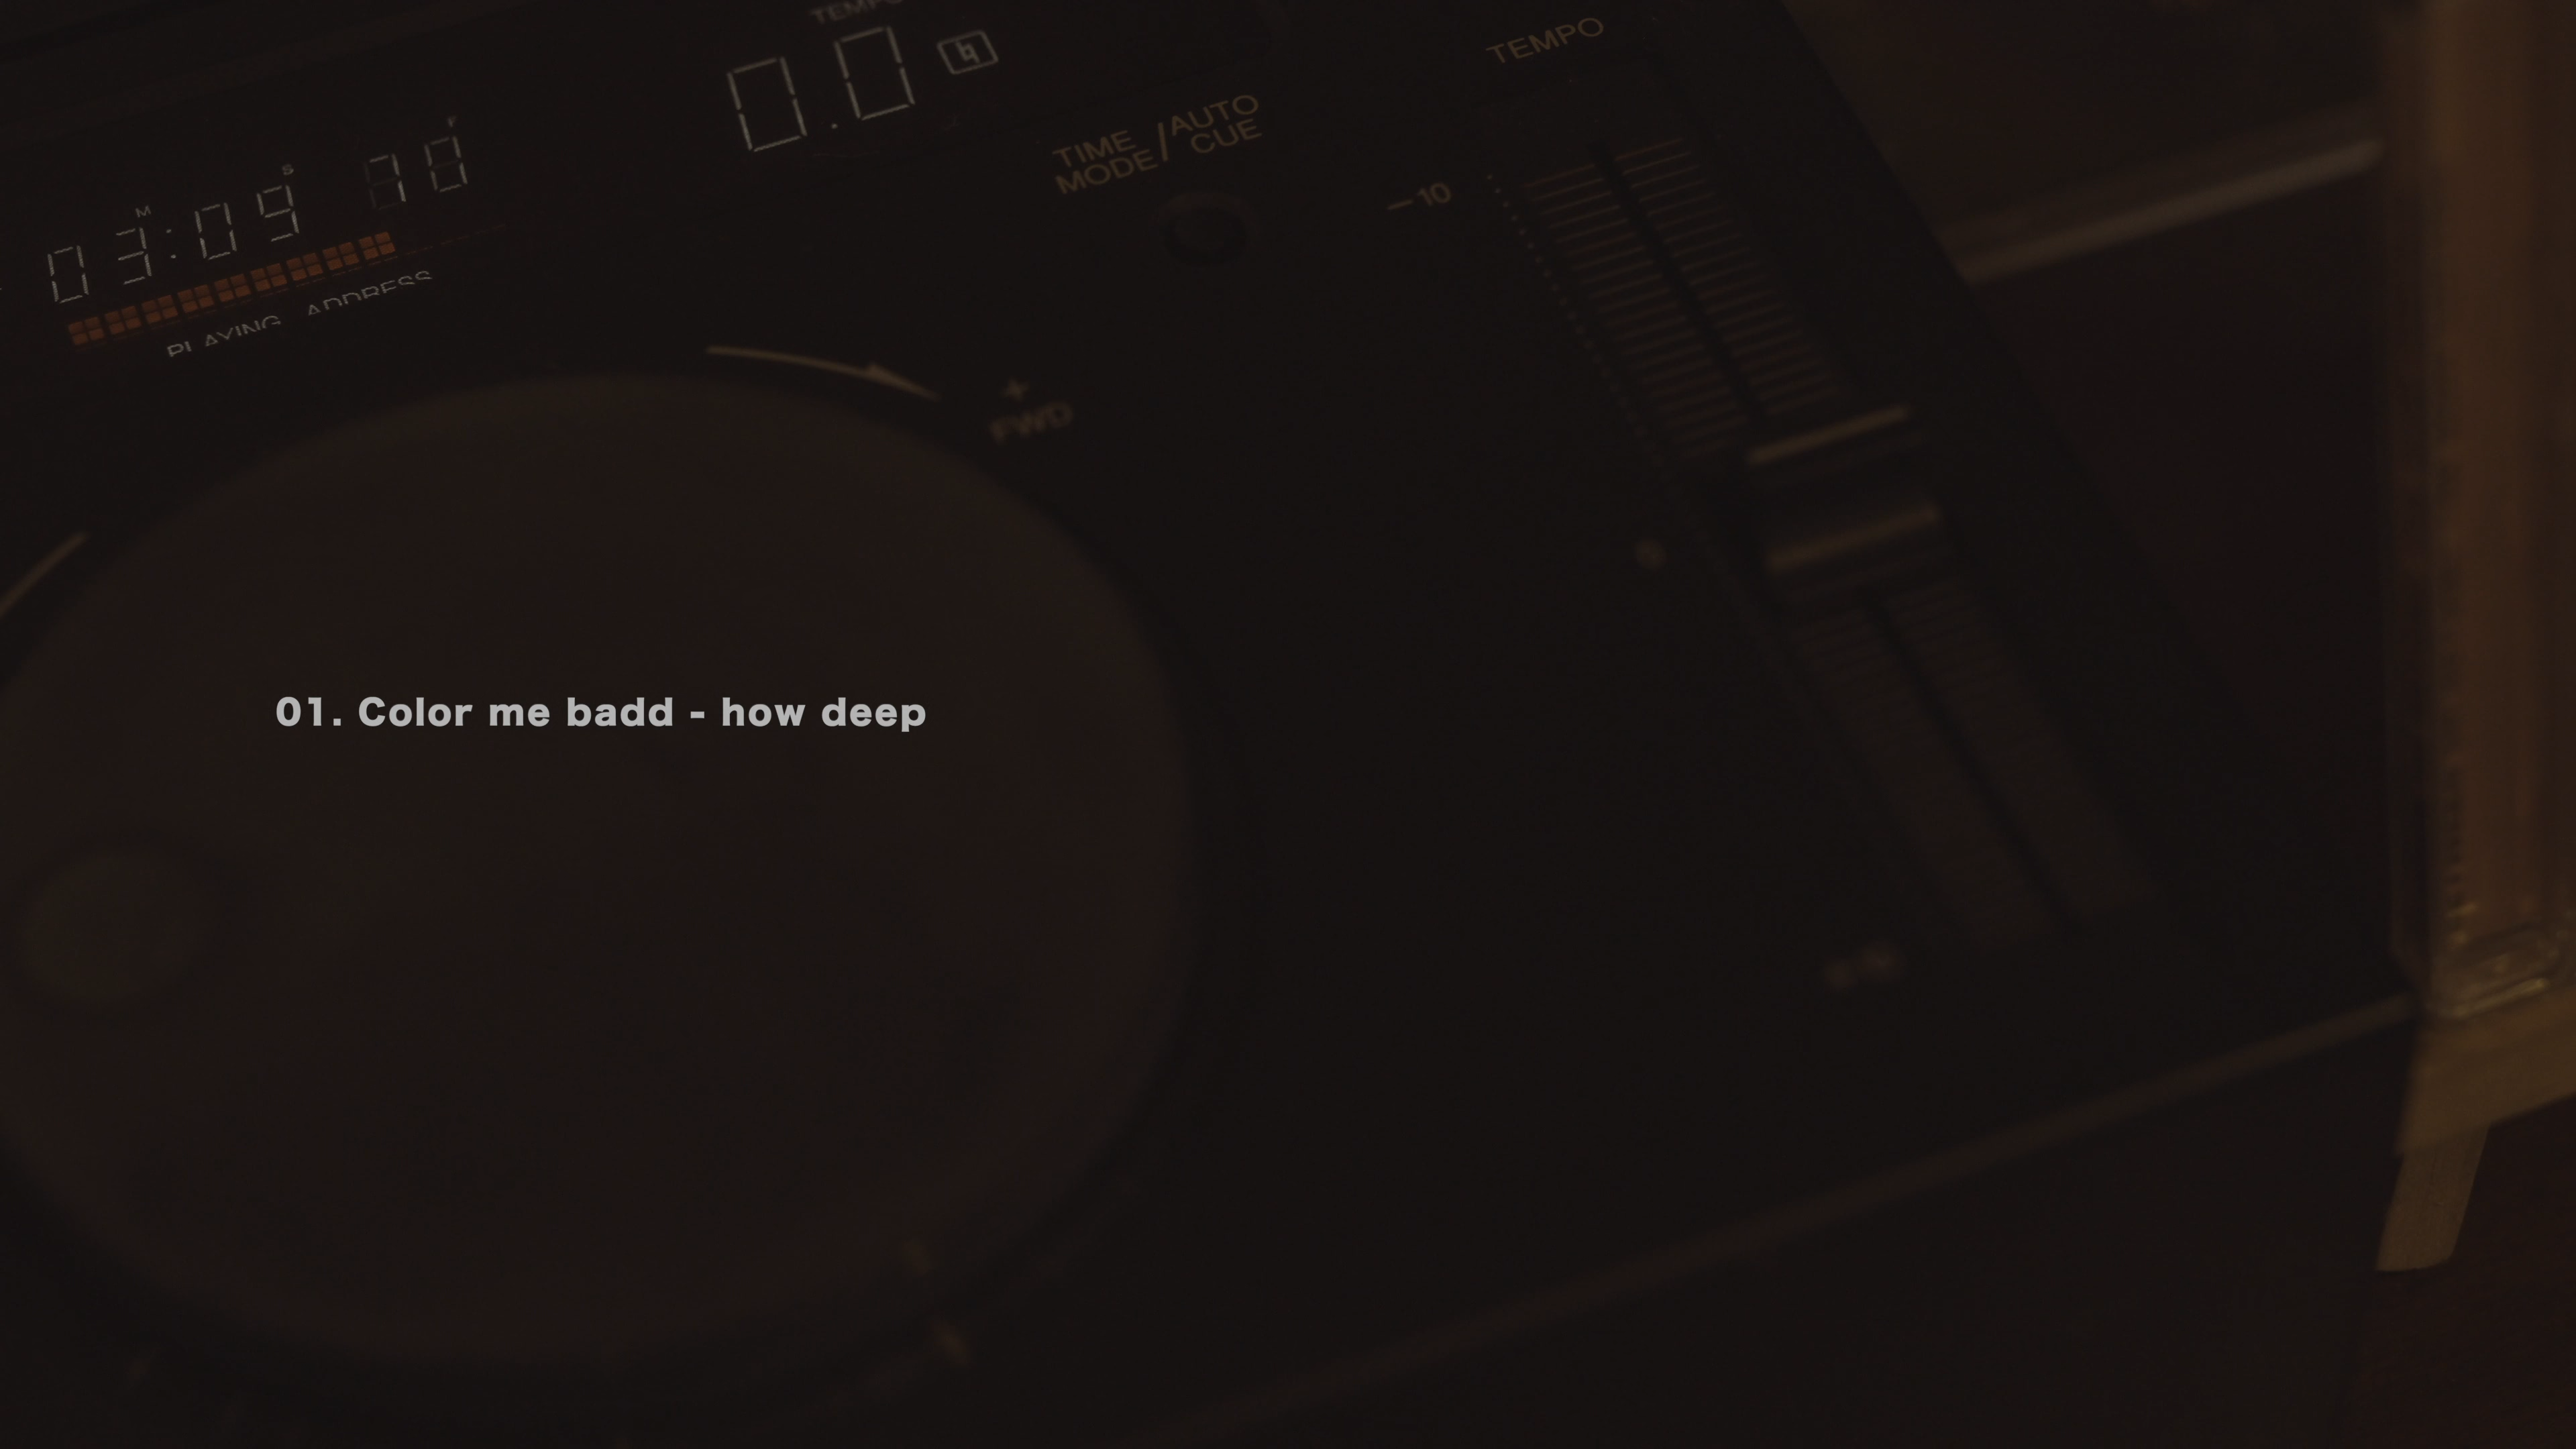 TEMPO
0.0
TEMPO
TIME MODE/AUTO CUE
M S F
03:09 70
-10
PLAYING ADDRESS
+
FWD
01. Color me badd - how deep